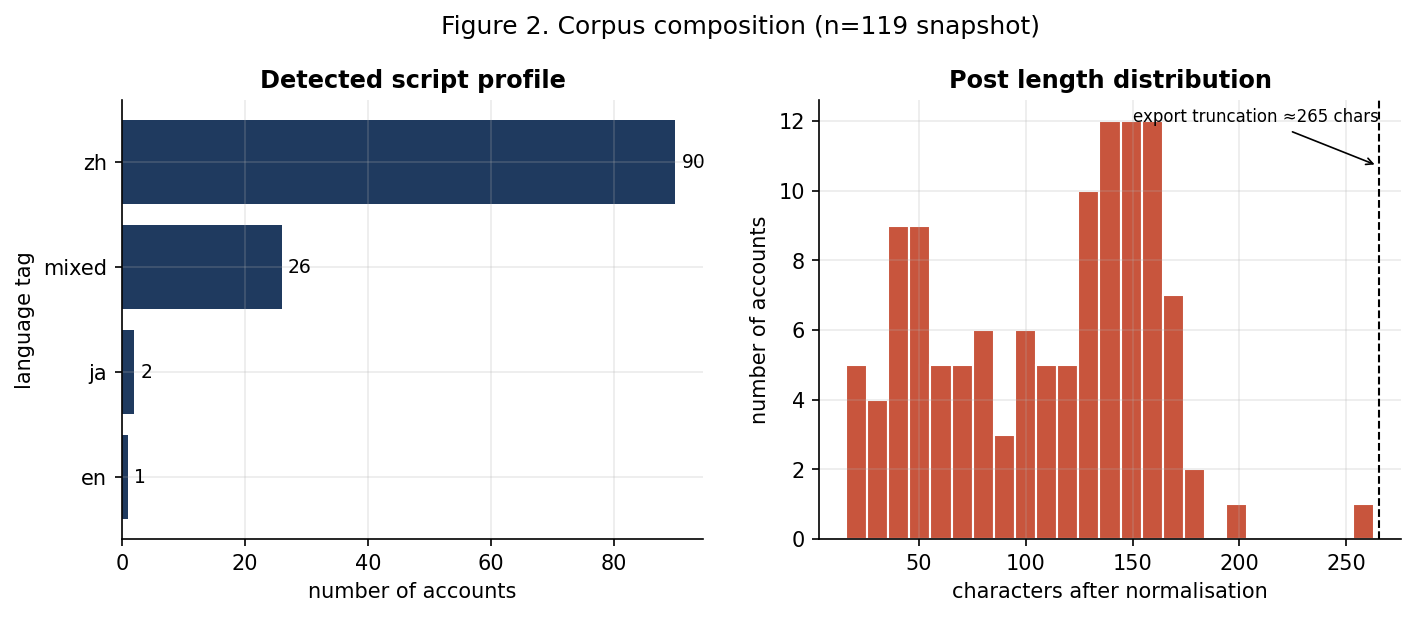 Figure 2. Corpus composition (n=119 snapshot)
Detected script profile
language tag
zh
mixed
ja
en
90
26
2
1
0 20 40 60 80
number of accounts
Post length distribution
export truncation ≈265 chars
number of accounts
12
10
8
6
4
2
0
50 100 150 200 250
characters after normalisation